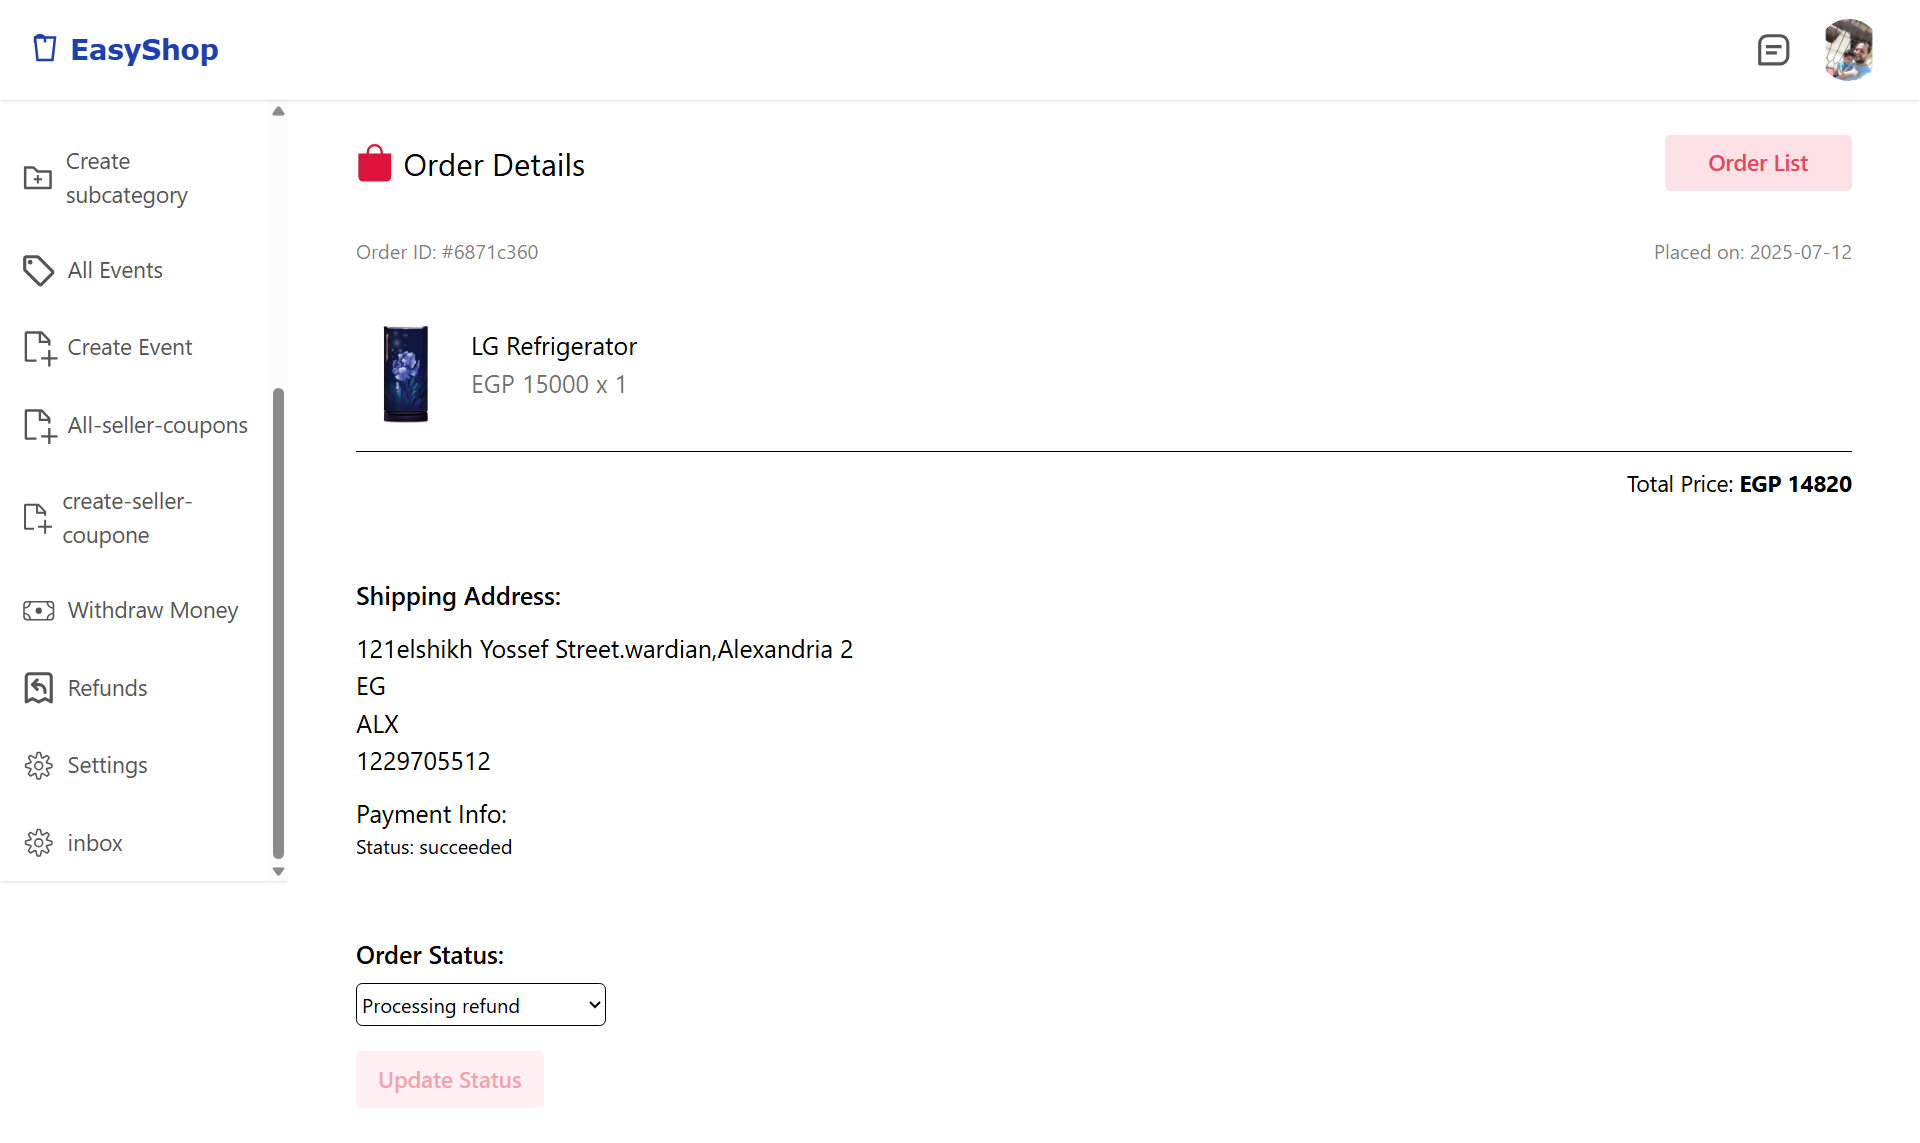 EasyShop
Create
subcategory
All Events
Create Event
All-seller-coupons
create-seller-
coupone
Withdraw Money
Refunds
Settings
inbox
Order Details
Order List
Order ID: #6871c360
Placed on: 2025-07-12
LG Refrigerator
EGP 15000 x 1
Total Price: EGP 14820
Shipping Address:
121elshikh Yossef Street.wardian,Alexandria 2
EG
ALX
1229705512
Payment Info:
Status: succeeded
Order Status:
Processing refund
Update Status